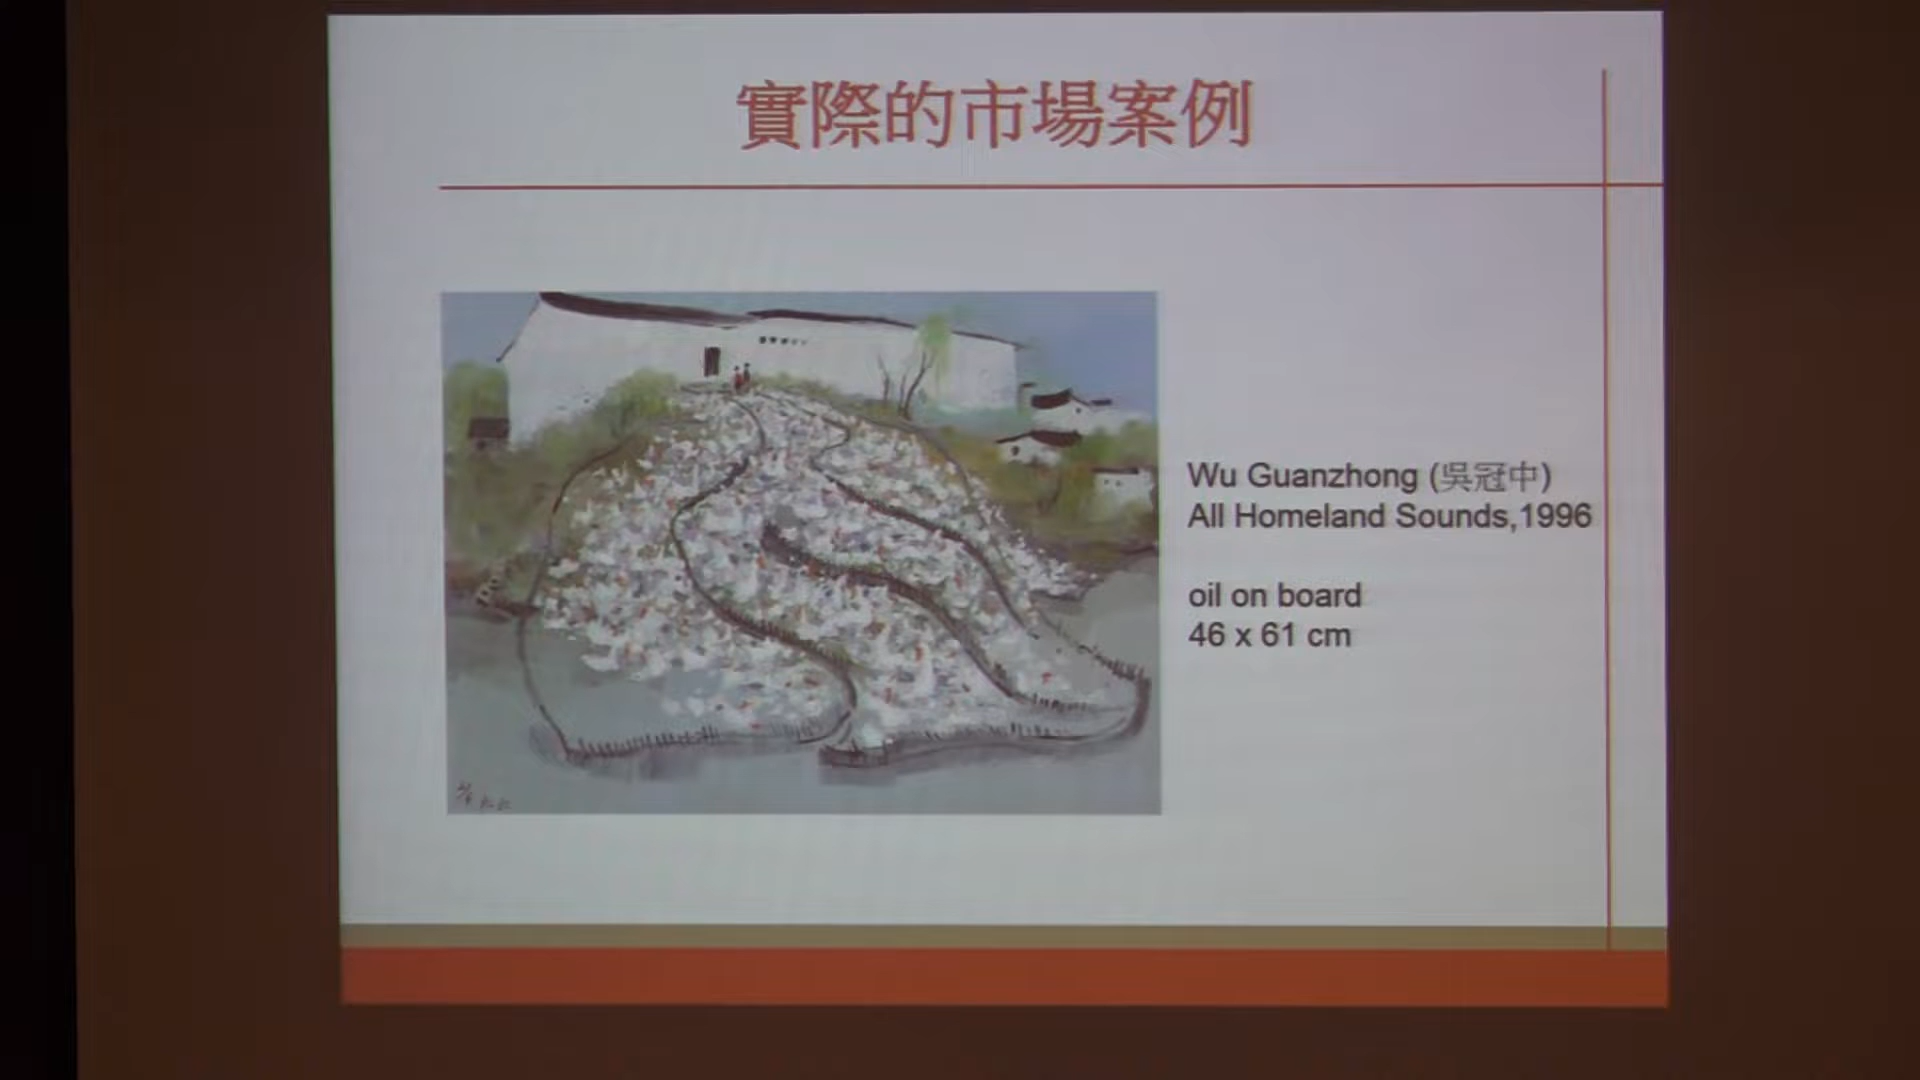 實際的市場案例
Wu Guanzhong (吳冠中)
All Homeland Sounds,1996
oil on board
46 x 61 cm